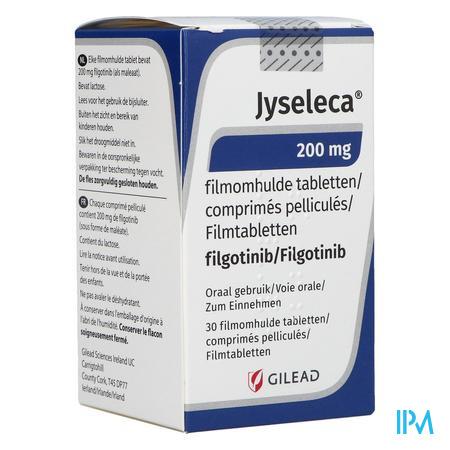 NL Elke filmomhulde tablet bevat
200 mg filgotinib (als maleaat).
Bevat lactose.
Lees voor het gebruik de bijsluiter.
Buiten het zicht en bereik van
kinderen houden.
Slik het droogmiddel niet in.
Bewaren in de oorspronkelijke
verpakking ter bescherming tegen vocht.
De fles zorgvuldig gesloten houden.
FR Chaque comprimé pelliculé
contient 200 mg de filgotinib
(sous forme de maléate).
Contient du lactose.
Lire la notice avant utilisation.
Tenir hors de la vue et de la portée
des enfants.
Ne pas avaler le déshydratant.
À conserver dans l'emballage d'origine à
l'abri de l'humidité. Conserver le flacon
soigneusement fermé.
Gilead Sciences Ireland UC
Carrigtohill
County Cork, T45 DP77
Ierland/Irlande/Irland
Jyseleca®
200 mg
filmomhulde tabletten/
comprimés pelliculés/
Filmtabletten
filgotinib/Filgotinib
Oraal gebruik/Voie orale/
Zum Einnehmen
30 filmomhulde tabletten/
comprimés pelliculés/
Filmtabletten
GILEAD
IPM